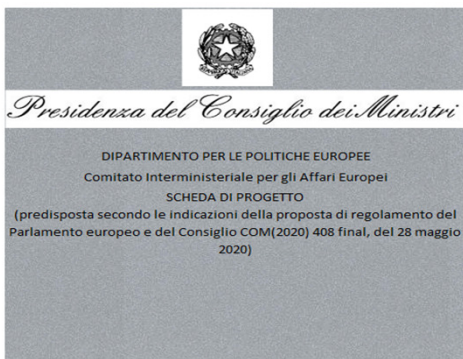 Presidenza del Consiglio dei Ministri
DIPARTIMENTO PER LE POLITICHE EUROPEE
Comitato Interministeriale per gli Affari Europei
SCHEDA DI PROGETTO
(predisposta secondo le indicazioni della proposta di regolamento del
Parlamento europeo e del Consiglio COM(2020) 408 final, del 28 maggio
2020)